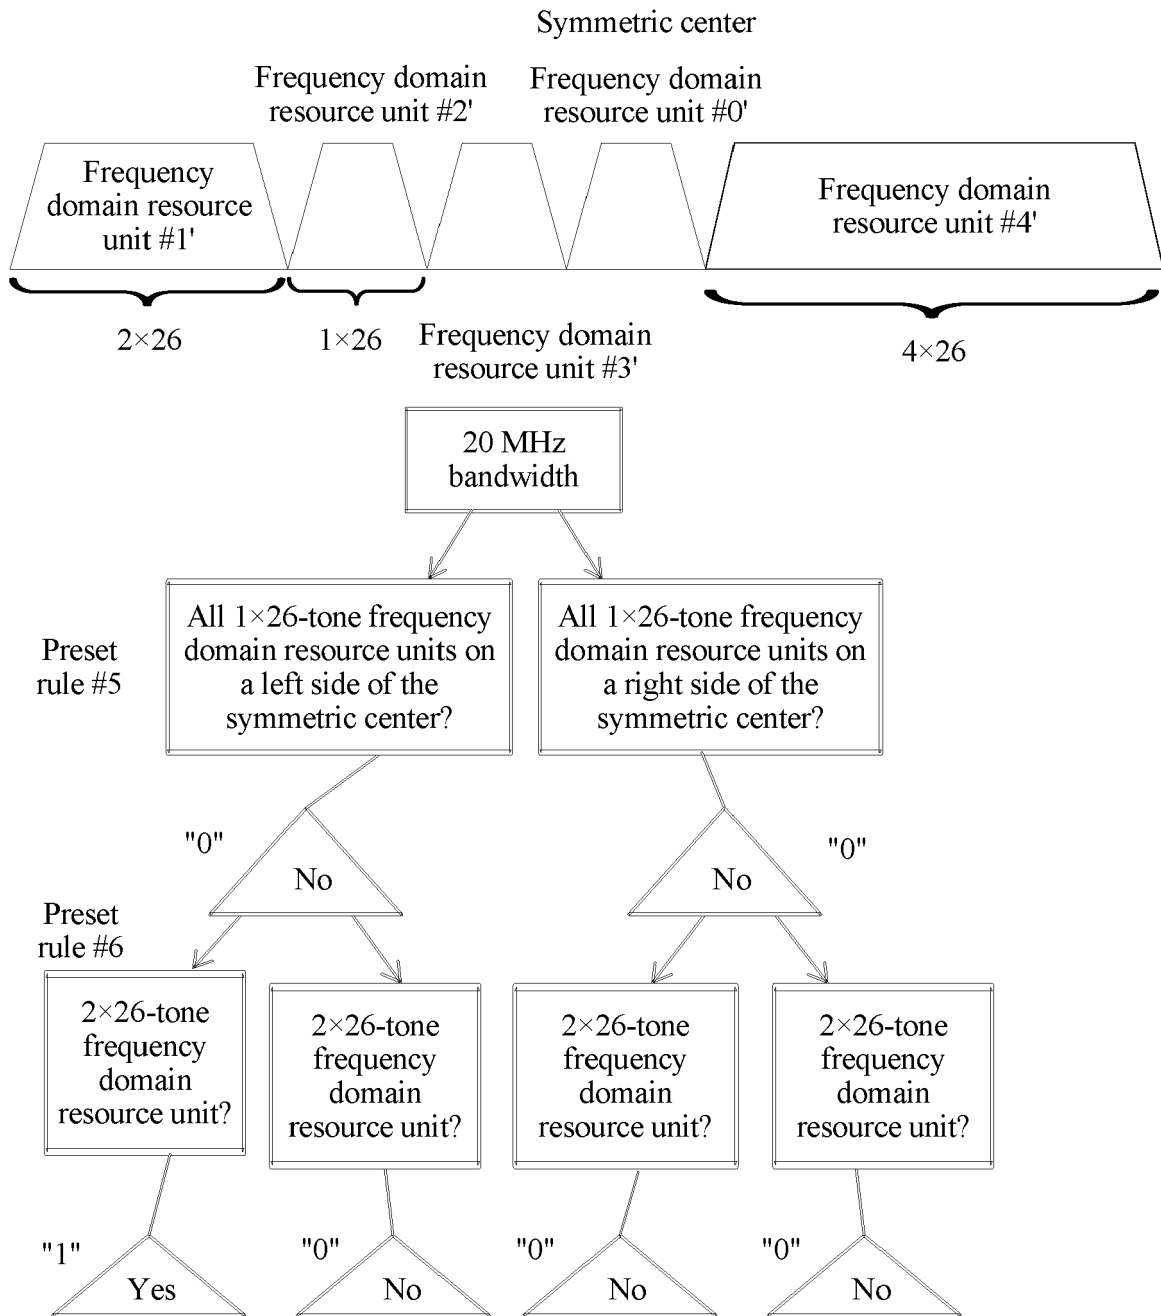 Symmetric center
Frequency domain
resource unit #2'
Frequency domain
resource unit #0'
Frequency
domain resource
unit #1'
Frequency domain
resource unit #4'
2×26
1×26
Frequency domain
resource unit #3'
4×26
20 MHz
bandwidth
Preset
rule #5
All 1×26-tone frequency
domain resource units on
a left side of the
symmetric center?
All 1×26-tone frequency
domain resource units on
a right side of the
symmetric center?
"0"
No
No
"0"
Preset
rule #6
2×26-tone
frequency
domain
resource unit?
2×26-tone
frequency
domain
resource unit?
2×26-tone
frequency
domain
resource unit?
2×26-tone
frequency
domain
resource unit?
"1"
Yes
"0"
No
"0"
No
"0"
No